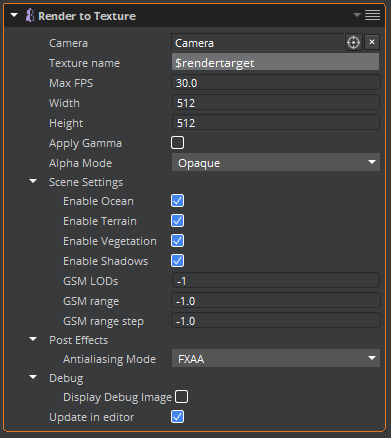 Render to Texture
Camera Camera
Texture name $rendertarget
Max FPS 30.0
Width 512
Height 512
Apply Gamma
Alpha Mode Opaque
Scene Settings
Enable Ocean
Enable Terrain
Enable Vegetation
Enable Shadows
GSM LODs -1
GSM range -1.0
GSM range step -1.0
Post Effects
Antialiasing Mode FXAA
Debug
Display Debug Image
Update in editor